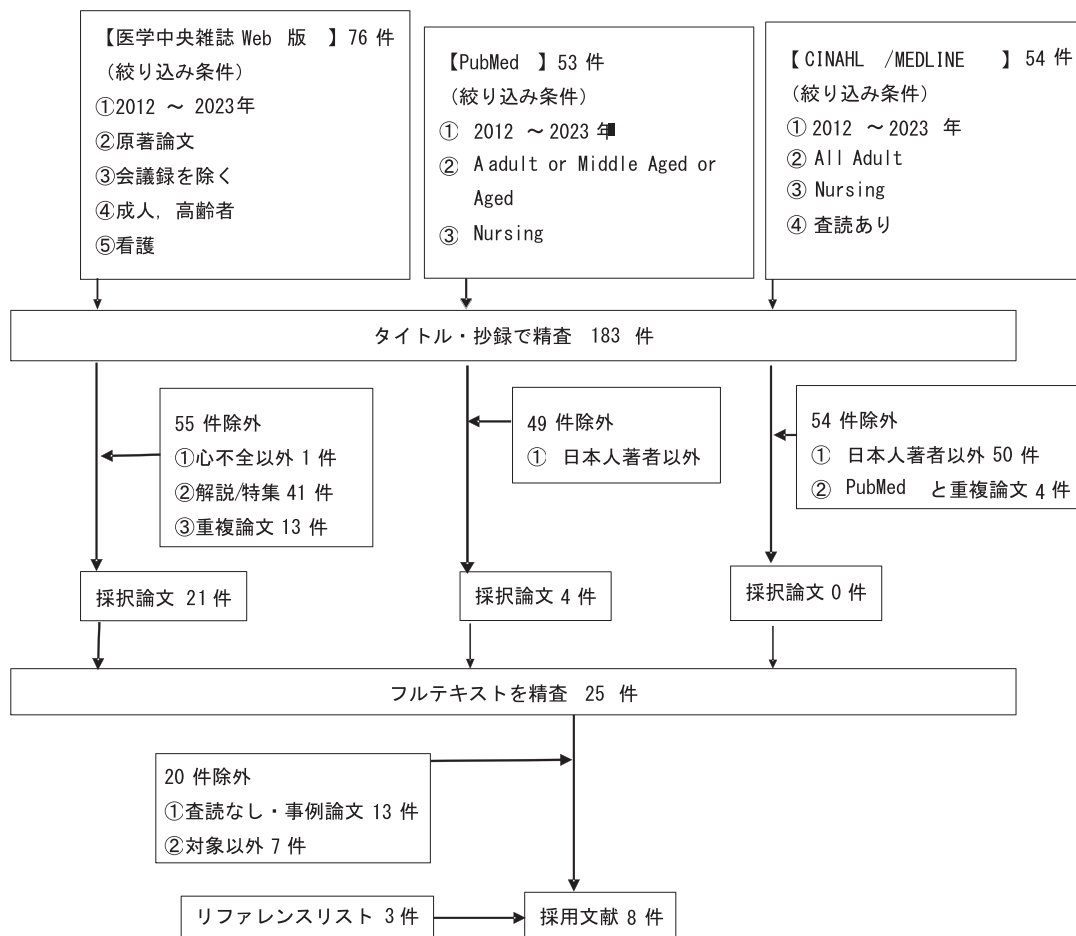 【医学中央雑誌 Web 版 】76 件
(絞り込み条件)
①2012 ～ 2023年
②原著論文
③会議録を除く
④成人，高齢者
⑤看護
【PubMed 】53 件
(絞り込み条件)
① 2012 ～2023 年
② A adult or Middle Aged or
Aged
③ Nursing
【 CINAHL /MEDLINE 】54 件
(絞り込み条件)
① 2012 ～2023 年
② All Adult
③ Nursing
④ 査読あり
タイトル・抄録で精査 183 件
55 件除外
①心不全以外 1 件
②解説/特集 41 件
③重複論文 13 件
49 件除外
① 日本人著者以外
54 件除外
① 日本人著者以外 50 件
② PubMed と重複論文 4 件
採択論文 21 件
採択論文 4 件
採択論文 0 件
フルテキストを精査 25 件
20 件除外
①査読なし・事例論文 13 件
②対象以外 7 件
リファレンスリスト 3 件
採用文献 8 件